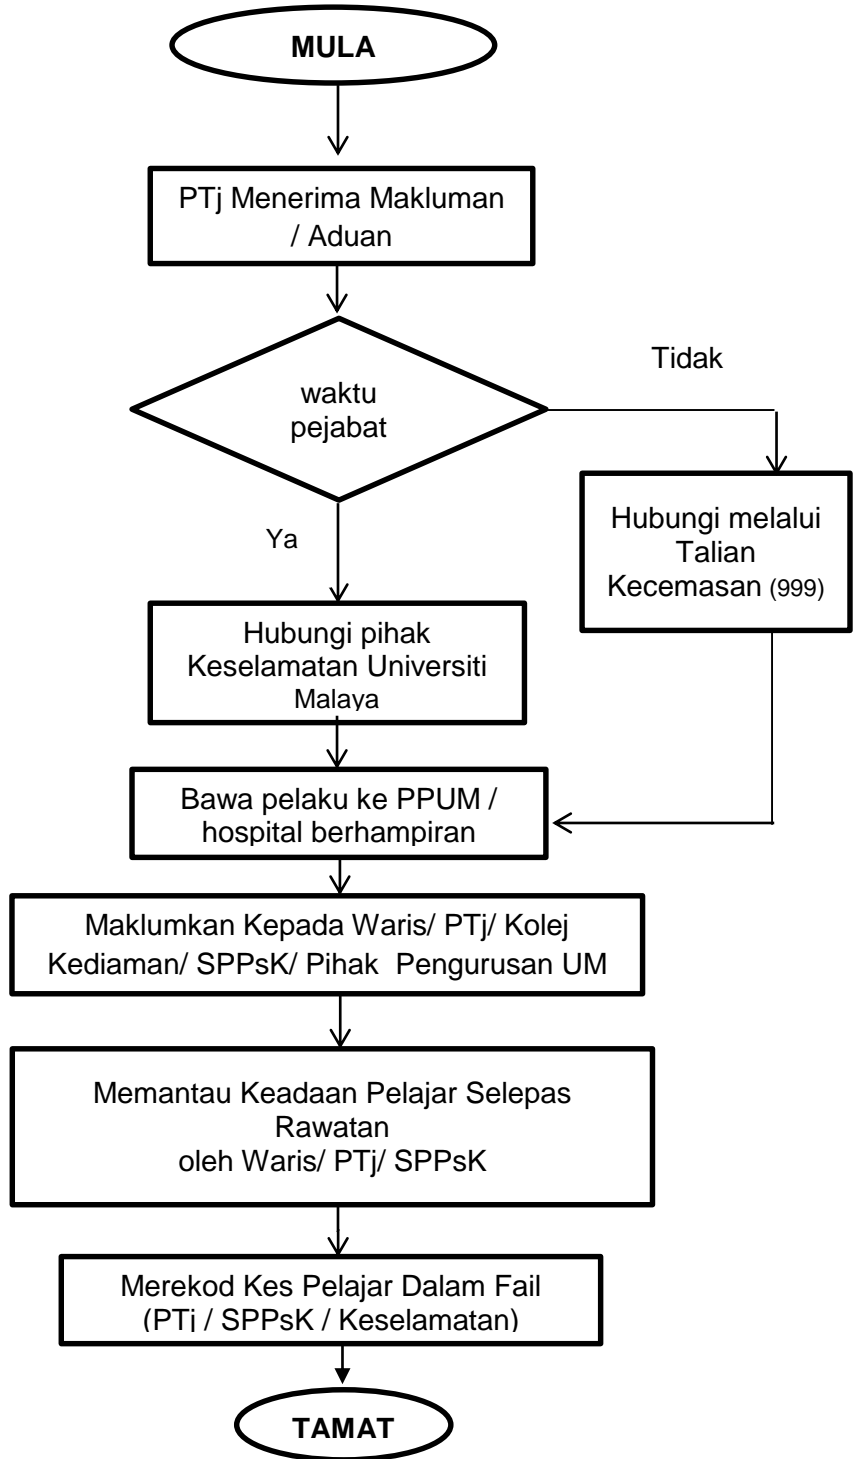 MULA
PTj Menerima Makluman
/ Aduan
waktu
pejabat
Tidak
Ya
Hubungi melalui
Talian
Kecemasan (999)
Hubungi pihak
Keselamatan Universiti
Malaya
Bawa pelaku ke PPUM /
hospital berhampiran
Maklumkan Kepada Waris/ PTj/ Kolej
Kediaman/ SPPsK/ Pihak Pengurusan UM
Memantau Keadaan Pelajar Selepas
Rawatan
oleh Waris/ PTj/ SPPsK
Merekod Kes Pelajar Dalam Fail
(PTj / SPPsK / Keselamatan)
TAMAT